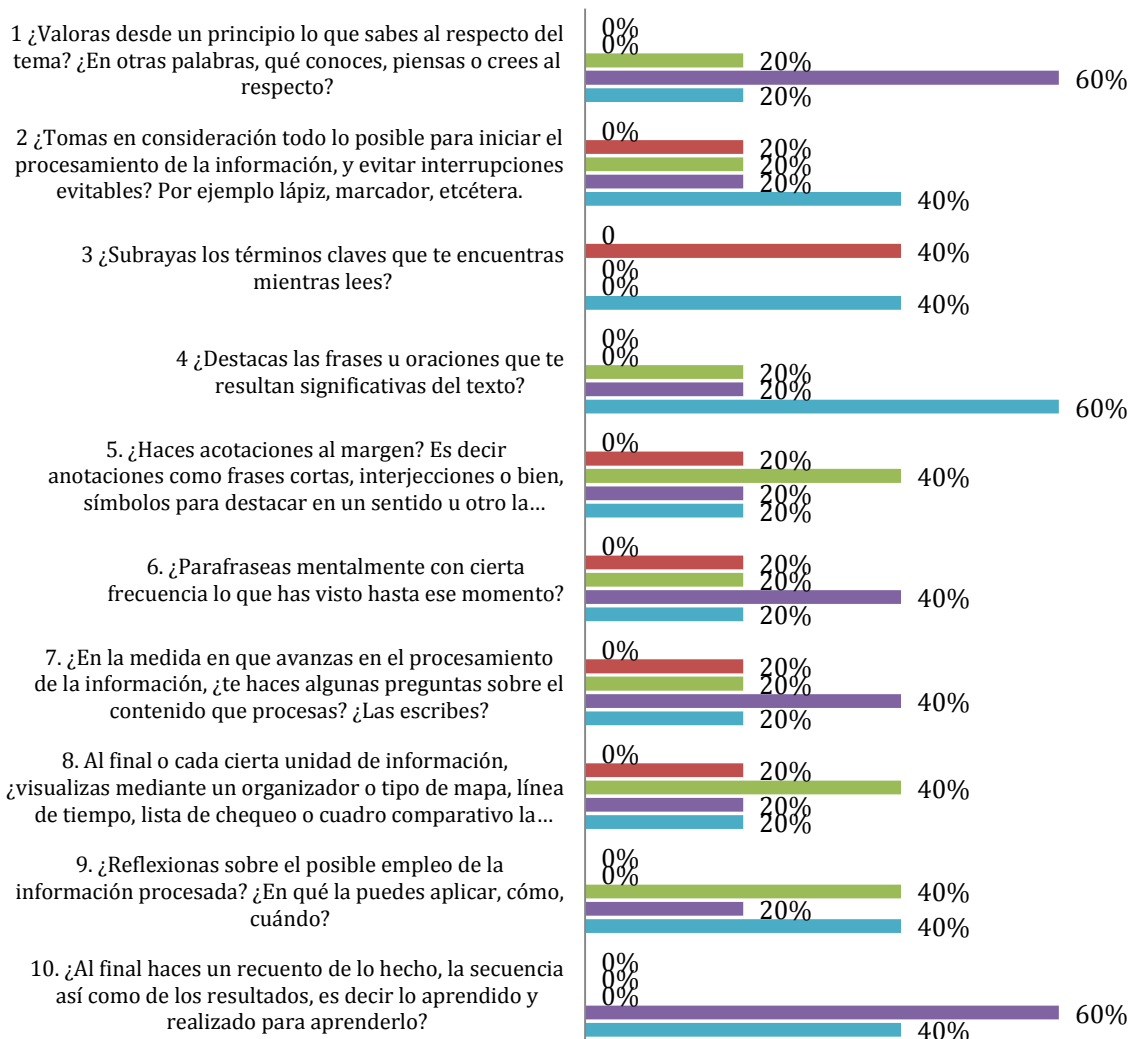 1 ¿Valoras desde un principio lo que sabes al respecto del
tema? ¿En otras palabras, qué conoces, piensas o crees al
respecto?
0%
0%
20%
60%
20%
2 ¿Tomas en consideración todo lo posible para iniciar el
procesamiento de la información, y evitar interrupciones
evitables? Por ejemplo lápiz, marcador, etcétera.
0%
20%
20%
20%
40%
3 ¿Subrayas los términos claves que te encuentras
mientras lees?
0
40%
0%
0%
40%
4 ¿Destacas las frases u oraciones que te
resultan significativas del texto?
0%
0%
20%
20%
60%
5. ¿Haces acotaciones al margen? Es decir
anotaciones como frases cortas, interjecciones o bien,
símbolos para destacar en un sentido u otro la…
0%
20%
40%
20%
20%
6. ¿Parafraseas mentalmente con cierta
frecuencia lo que has visto hasta ese momento?
0%
20%
20%
40%
20%
7. ¿En la medida en que avanzas en el procesamiento
de la información, ¿te haces algunas preguntas sobre el
contenido que procesas? ¿Las escribes?
0%
20%
20%
40%
20%
8. Al final o cada cierta unidad de información,
¿visualizas mediante un organizador o tipo de mapa, línea
de tiempo, lista de chequeo o cuadro comparativo la…
0%
20%
40%
20%
20%
9. ¿Reflexionas sobre el posible empleo de la
información procesada? ¿En qué la puedes aplicar, cómo,
cuándo?
0%
0%
40%
20%
40%
10. ¿Al final haces un recuento de lo hecho, la secuencia
así como de los resultados, es decir lo aprendido y
realizado para aprenderlo?
0%
0%
0%
60%
40%